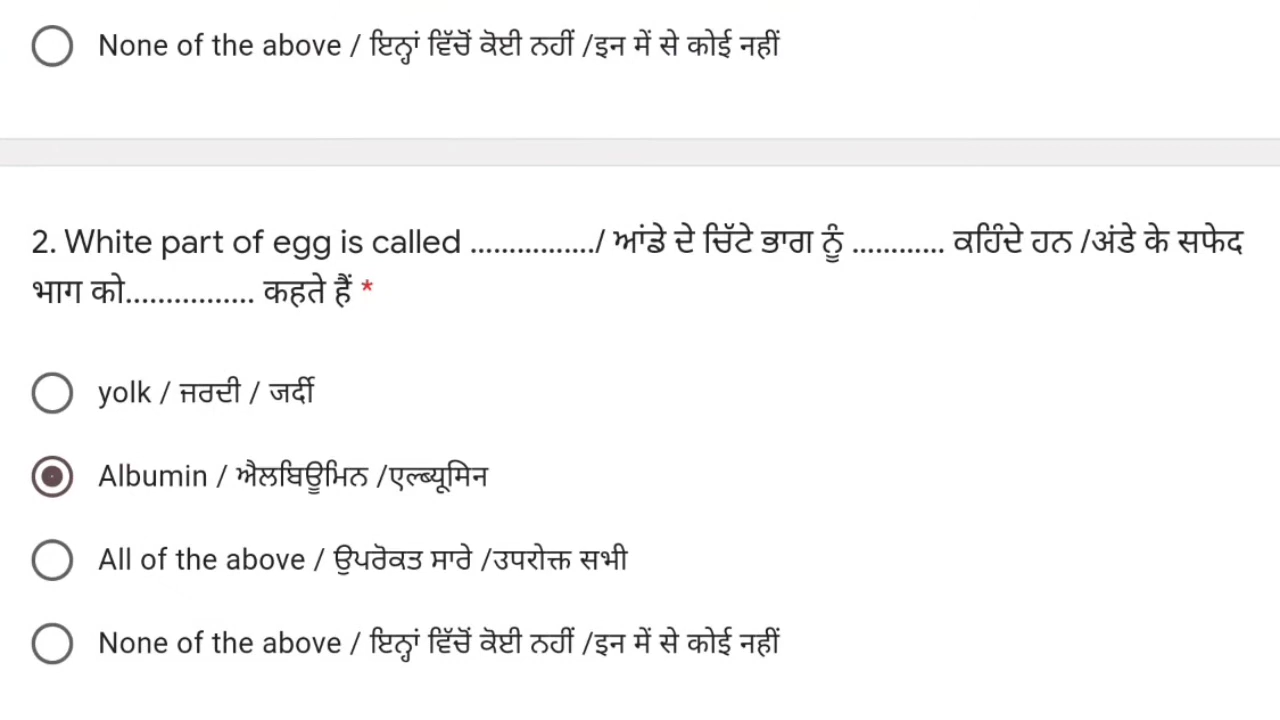 None of the above / ਇਨ੍ਹਾਂ ਵਿੱਚੋਂ ਕੋਈ ਨਹੀਂ /इन में से कोई नहीं
2. White part of egg is called ................/ ਆਂਡੇ ਦੇ ਚਿੱਟੇ ਭਾਗ ਨੂੰ ............ ਕਹਿੰਦੇ ਹਨ /अंडे के सफेद
भाग को................ कहते हैं *
yolk / ਜਰਦੀ / जर्दी
Albumin / ਐਲਬਿਊਮਿਨ /एल्ब्यूमिन
All of the above / ਉਪਰੋਕਤ ਸਾਰੇ /उपरोक्त सभी
None of the above / ਇਨ੍ਹਾਂ ਵਿੱਚੋਂ ਕੋਈ ਨਹੀਂ /इन में से कोई नहीं